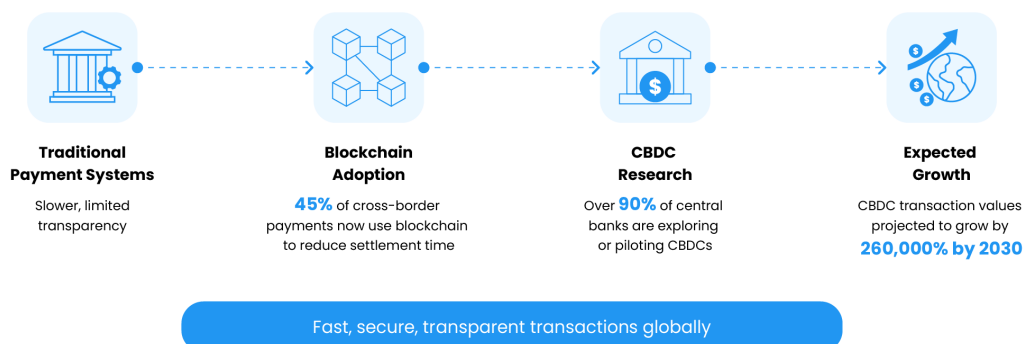 Traditional
Payment Systems
Slower, limited
transparency
Blockchain
Adoption
45% of cross-border
payments now use blockchain
to reduce settlement time
$
CBDC
Research
Over 90% of central
banks are exploring
or piloting CBDCs
$
$
$
Expected
Growth
CBDC transaction values
projected to grow by
260,000% by 2030
Fast, secure, transparent transactions globally